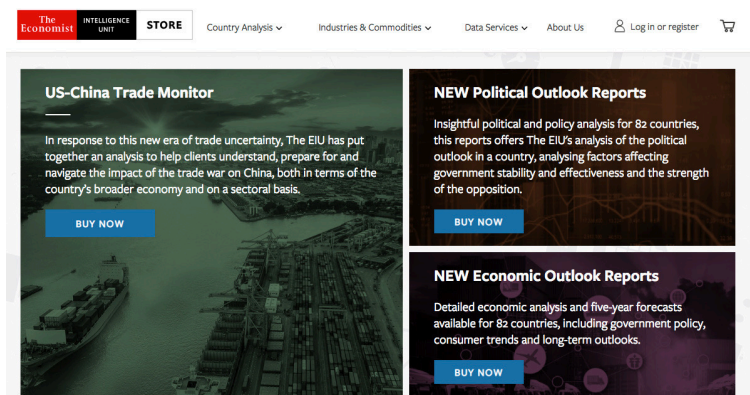 The
Economist
INTELLIGENCE
UNIT
STORE
Country Analysis
Industries & Commodities
Data Services
About Us
Log in or register
US-China Trade Monitor
In response to this new era of trade uncertainty, The EIU has put
together an analysis to help clients understand, prepare for and
navigate the impact of the trade war on China, both in terms of the
country's broader economy and on a sectoral basis.
BUY NOW
NEW Political Outlook Reports
Insightful political and policy analysis for 82 countries,
this reports offers The EIU's analysis of the political
outlook in a country, analysing factors affecting
government stability and effectiveness and the strength
of the opposition.
BUY NOW
NEW Economic Outlook Reports
Detailed economic analysis and five-year forecasts
available for 82 countries, including government policy,
consumer trends and long-term outlooks.
BUY NOW